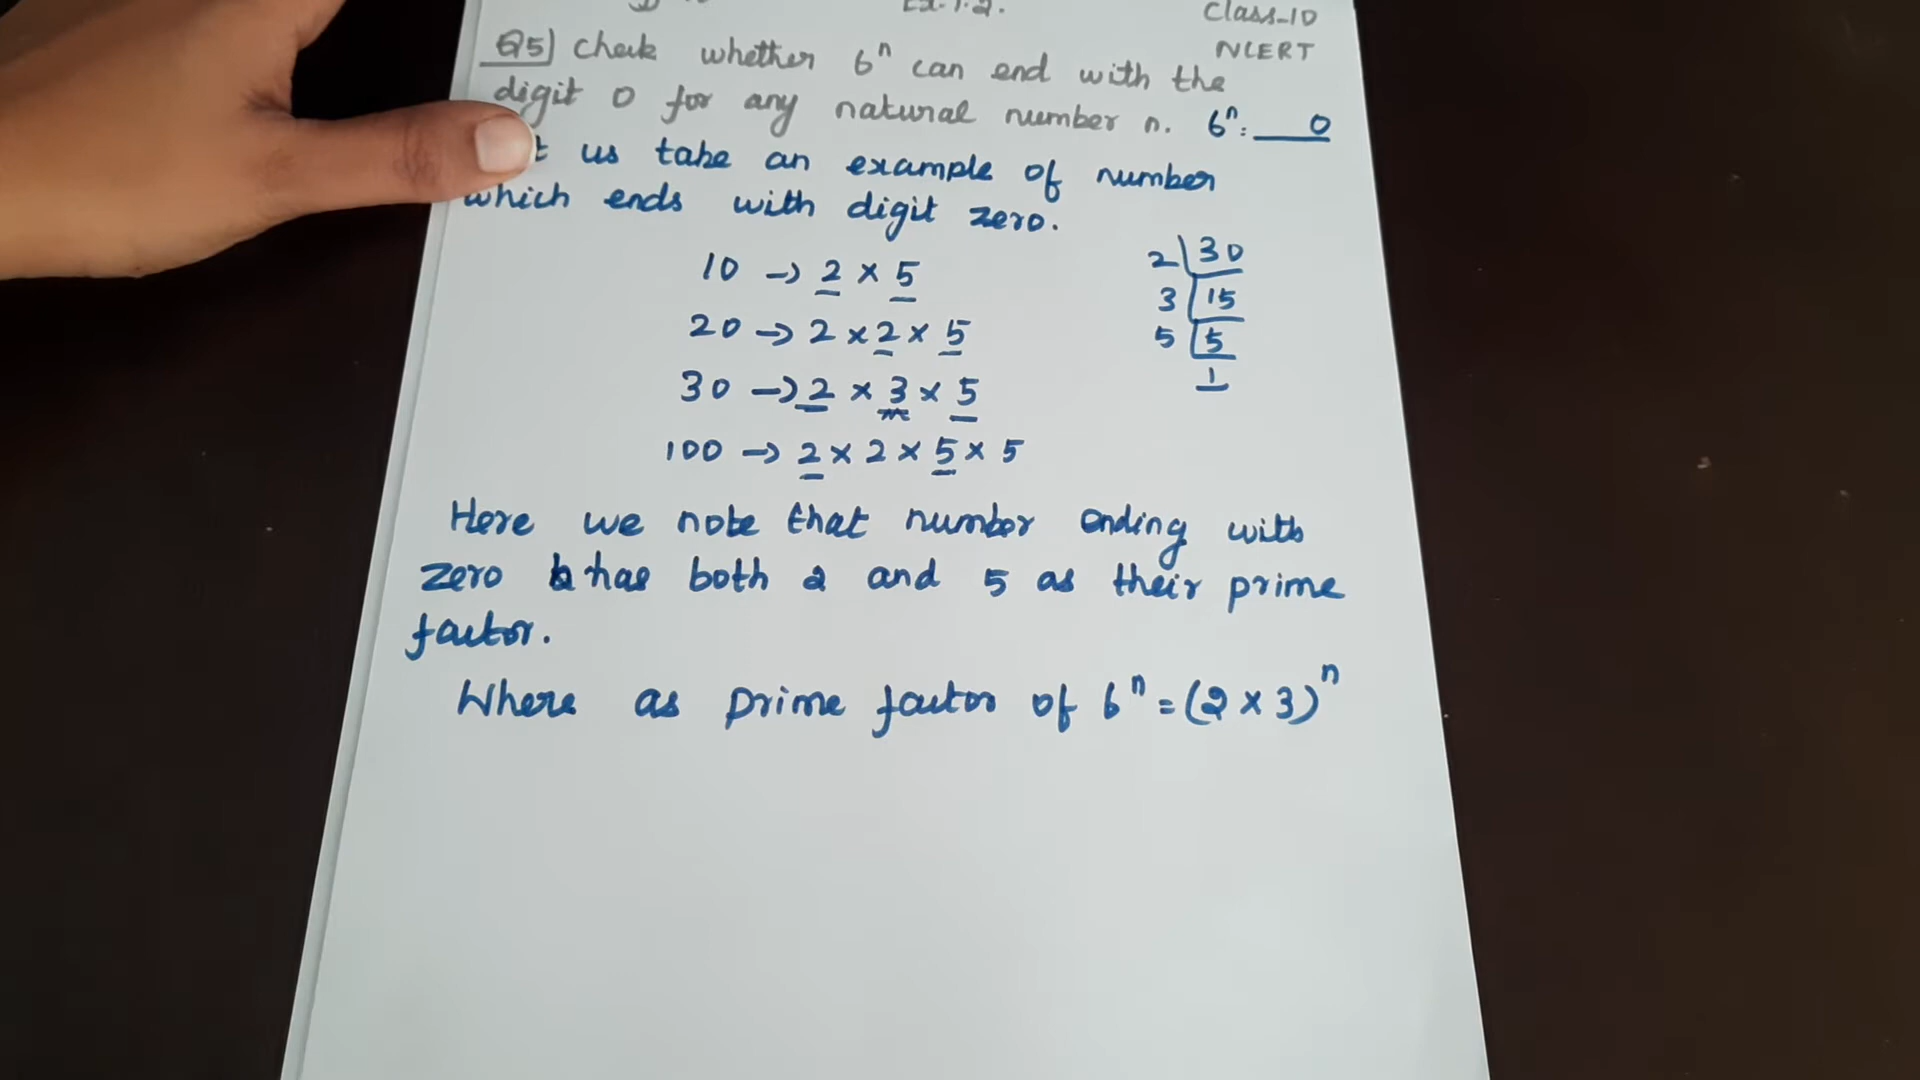 Class-10
Ex.1.2.
NCERT
Q5) Check whether 6ⁿ can end with the
digit 0 for any natural number n. 6ⁿ: __0
us take an example of number
which ends with digit zero.
10 → 2 × 5
20 → 2 × 2 × 5
30 → 2 × 3 × 5
100 → 2 × 2 × 5 × 5
2 | 30
3 | 15
5 | 5
1
Here we note that number ending with
zero has both 2 and 5 as their prime
factor.
Where as prime factor of 6ⁿ = (2 × 3)ⁿ